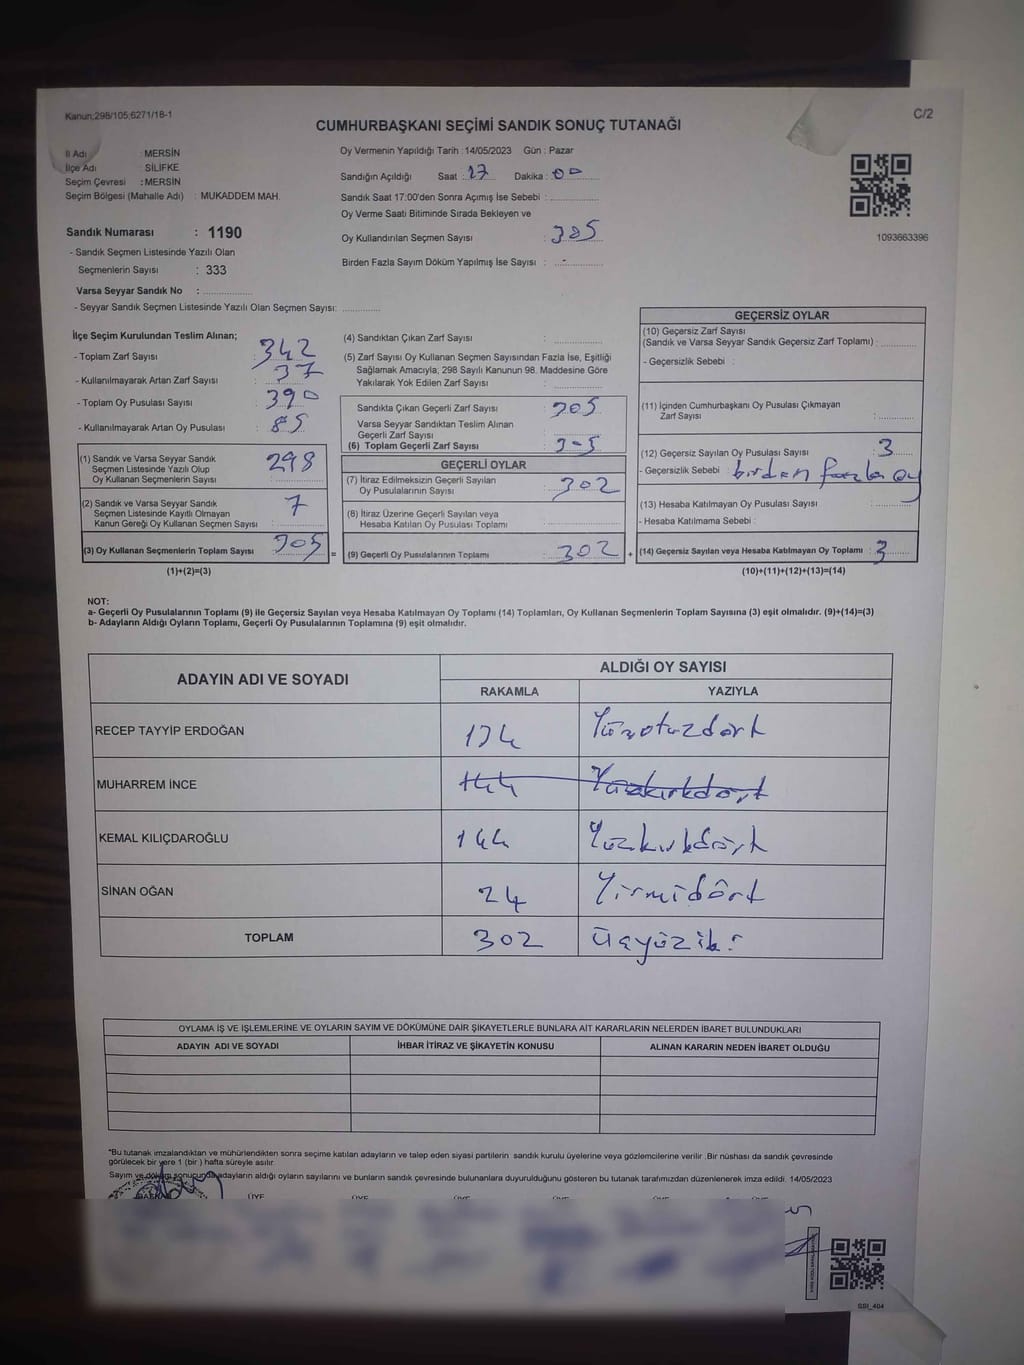 Kanun:298/105,6271/18-1
C/2
CUMHURBAŞKANI SEÇİMİ SANDIK SONUÇ TUTANAĞI
İl Adı : MERSİN
İlçe Adı : SİLİFKE
Seçim Çevresi : MERSİN
Seçim Bölgesi (Mahalle Adı) : MUKADDEM MAH.
Sandık Numarası : 1190
- Sandık Seçmen Listesinde Yazılı Olan
Seçmenlerin Sayısı : 333
Varsa Seyyar Sandık No : ................
- Seyyar Sandık Seçmen Listesinde Yazılı Olan Seçmen Sayısı: ............
Oy Vermenin Yapıldığı Tarih : 14/05/2023 Gün : Pazar
Sandığın Açıldığı Saat : 17 Dakika : 00
Sandık Saat 17:00'den Sonra Açımış İse Sebebi : ................
Oy Verme Saati Bitiminde Sırada Bekleyen ve
Oy Kullandırılan Seçmen Sayısı : 305
Birden Fazla Sayım Döküm Yapılmış İse Sayısı : -
1093663396
İlçe Seçim Kurulundan Teslim Alınan;
- Toplam Zarf Sayısı : 342
- Kullanılmayarak Artan Zarf Sayısı : 37
- Toplam Oy Pusulası Sayısı : 390
- Kullanılmayarak Artan Oy Pusulası : 85
(1) Sandık ve Varsa Seyyar Sandık
Seçmen Listesinde Yazılı Olup
Oy Kullanan Seçmenlerin Sayısı : 298
(2) Sandık ve Varsa Seyyar Sandık
Seçmen Listesinde Kayıtlı Olmayan
Kanun Gereği Oy Kullanan Seçmen Sayısı : 7
(3) Oy Kullanan Seçmenlerin Toplam Sayısı : 305
(1)+(2)=(3)
=
(4) Sandıktan Çıkan Zarf Sayısı : ................
(5) Zarf Sayısı Oy Kullanan Seçmen Sayısından Fazla İse, Eşitliği
Sağlamak Amacıyla, 298 Sayılı Kanunun 98. Maddesine Göre
Yakılarak Yok Edilen Zarf Sayısı : ................
Sandıkta Çıkan Geçerli Zarf Sayısı : 305
Varsa Seyyar Sandıktan Teslim Alınan
Geçerli Zarf Sayısı : ................
(6) Toplam Geçerli Zarf Sayısı : 305
GEÇERLİ OYLAR
(7) İtiraz Edilmeksizin Geçerli Sayılan
Oy Pusulalarının Sayısı : 302
(8) İtiraz Üzerine Geçerli Sayılan veya
Hesaba Katılan Oy Pusulası Toplamı : ................
(9) Geçerli Oy Pusulalarının Toplamı : 302
+
GEÇERSİZ OYLAR
(10) Geçersiz Zarf Sayısı
(Sandık ve Varsa Seyyar Sandık Geçersiz Zarf Toplamı) : ............
- Geçersizlik Sebebi :
(11) İçinden Cumhurbaşkanı Oy Pusulası Çıkmayan
Zarf Sayısı : ............
(12) Geçersiz Sayılan Oy Pusulası Sayısı : 3
- Geçersizlik Sebebi : birden fazla oy
(13) Hesaba Katılmayan Oy Pusulası Sayısı : ............
- Hesaba Katılmama Sebebi :
(14) Geçersiz Sayılan veya Hesaba Katılmayan Oy Toplamı : 3
(10)+(11)+(12)+(13)=(14)
NOT:
a- Geçerli Oy Pusulalarının Toplamı (9) ile Geçersiz Sayılan veya Hesaba Katılmayan Oy Toplamı (14) Toplamları, Oy Kullanan Seçmenlerin Toplam Sayısına (3) eşit olmalıdır. (9)+(14)=(3)
b- Adayların Aldığı Oyların Toplamı, Geçerli Oy Pusulalarının Toplamına (9) eşit olmalıdır.
ADAYIN ADI VE SOYADI
ALDIĞI OY SAYISI
RAKAMLA YAZIYLA
RECEP TAYYİP ERDOĞAN 134 Yüzotuzdört
MUHARREM İNCE 144 Yüzkırkdört
KEMAL KILIÇDAROĞLU 144 Yüzkırkdört
SİNAN OĞAN 24 Yirmidört
TOPLAM 302 Üçyüziki
OYLAMA İŞ VE İŞLEMLERİNE VE OYLARIN SAYIM VE DÖKÜMÜNE DAİR ŞİKAYETLERLE BUNLARA AİT KARARLARIN NELERDEN İBARET BULUNDUKLARI
ADAYIN ADI VE SOYADI İHBAR İTİRAZ VE ŞİKAYETİN KONUSU ALINAN KARARIN NEDEN İBARET OLDUĞU
*Bu tutanak imzalandıktan ve mühürlendikten sonra seçime katılan adayların ve talep eden siyasi partilerin sandık kurulu üyelerine veya gözlemcilerine verilir .Bir nüshası da sandık çevresinde
görülecek bir yere 1 (bir ) hafta süreyle asılır.
Sayım ve döküm sonucunda adayların aldığı oyların sayılarını ve bunların sandık çevresinde bulunanlara duyurulduğunu gösteren bu tutanak tarafımızdan düzenlenerek imza edildi. 14/05/2023
BAŞKAN ÜYE ÜYE ÜYE ÜYE ÜYE ÜYE
SSI_404